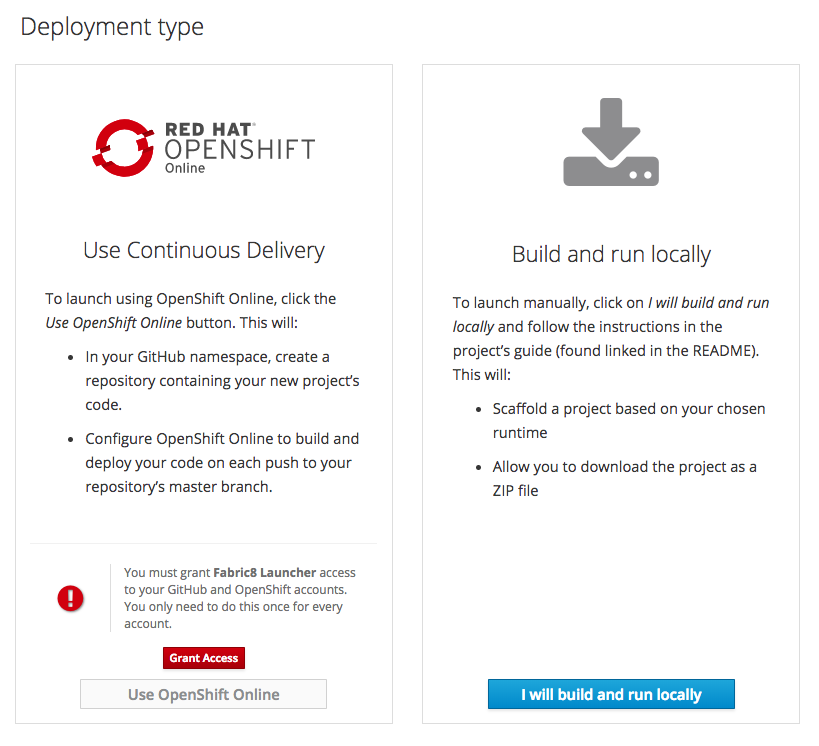 Deployment type
RED HAT
OPENSHIFT
Online
Use Continuous Delivery
To launch using OpenShift Online, click the
Use OpenShift Online button. This will:
• In your GitHub namespace, create a
repository containing your new project’s
code.
• Configure OpenShift Online to build and
deploy your code on each push to your
repository’s master branch.
You must grant Fabric8 Launcher access
to your GitHub and OpenShift accounts.
You only need to do this once for every
account.
Grant Access
Use OpenShift Online
Build and run locally
To launch manually, click on I will build and run
locally and follow the instructions in the
project’s guide (found linked in the README).
This will:
• Scaffold a project based on your chosen
runtime
• Allow you to download the project as a
ZIP file
I will build and run locally